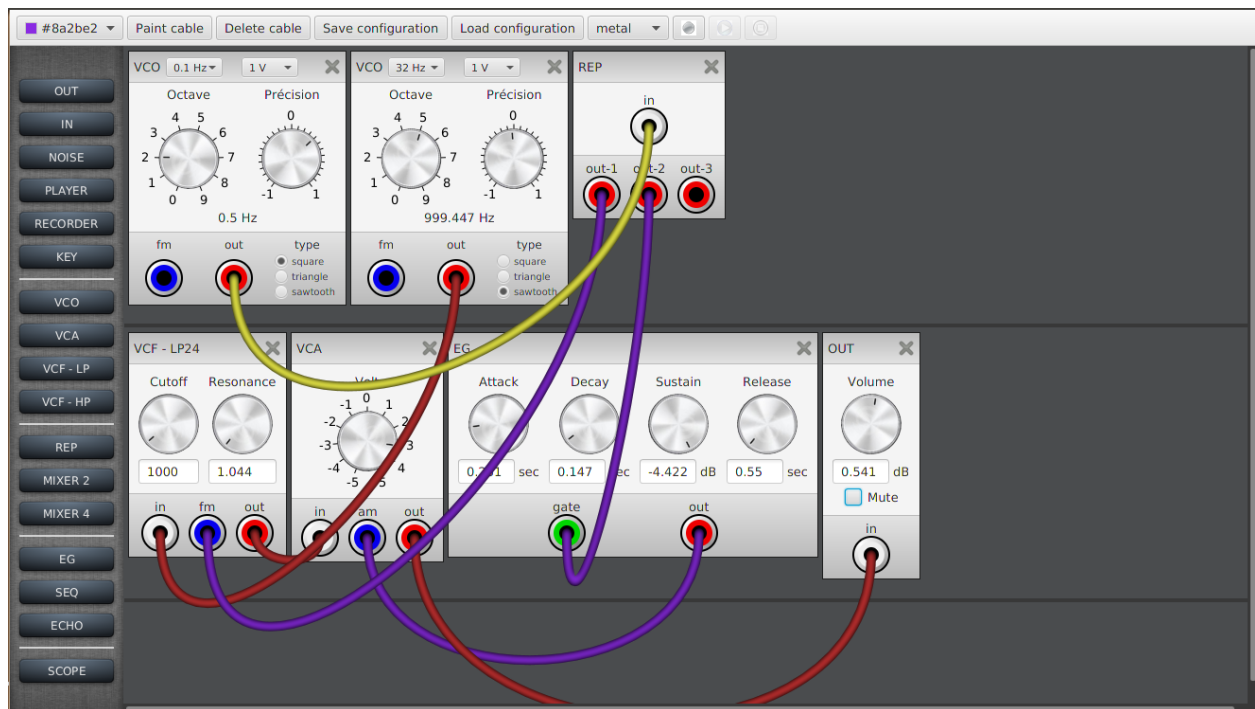 #8a2be2 Paint cable Delete cable Save configuration Load configuration metal
OUT
IN
NOISE
PLAYER
RECORDER
KEY
VCO
VCA
VCF - LP
VCF - HP
REP
MIXER 2
MIXER 4
EG
SEQ
ECHO
SCOPE
VCO 0.1 Hz 1 V
Octave Précision
0 1 2 3 4 5 6 7 8 9
-1 0 1
0.5 Hz
fm out type
square
triangle
sawtooth
VCO 32 Hz 1 V
Octave Précision
0 1 2 3 4 5 6 7 8 9
-1 0 1
999.447 Hz
fm out type
square
triangle
sawtooth
REP
in
out-1 out-2 out-3
VCF - LP24
Cutoff Resonance
1000 1.044
in fm out
VCA
-5 -4 -3 -2 -1 0 1 2 3 4 5
in am out
EG
Attack Decay Sustain Release
sec 0.147 sec -4.422 dB 0.55 sec
gate out
OUT
Volume
0.541 dB
Mute
in